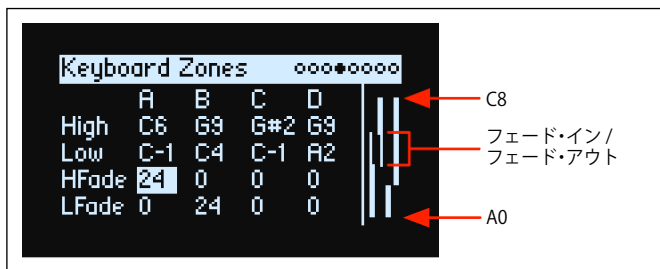 Keyboard Zones
A B C D
High C6 G9 G#2 G9
Low C-1 C4 C-1 A2
HFade 24 0 0 0
LFade 0 24 0 0
C8
フェード・イン /
フェード・アウト
A0